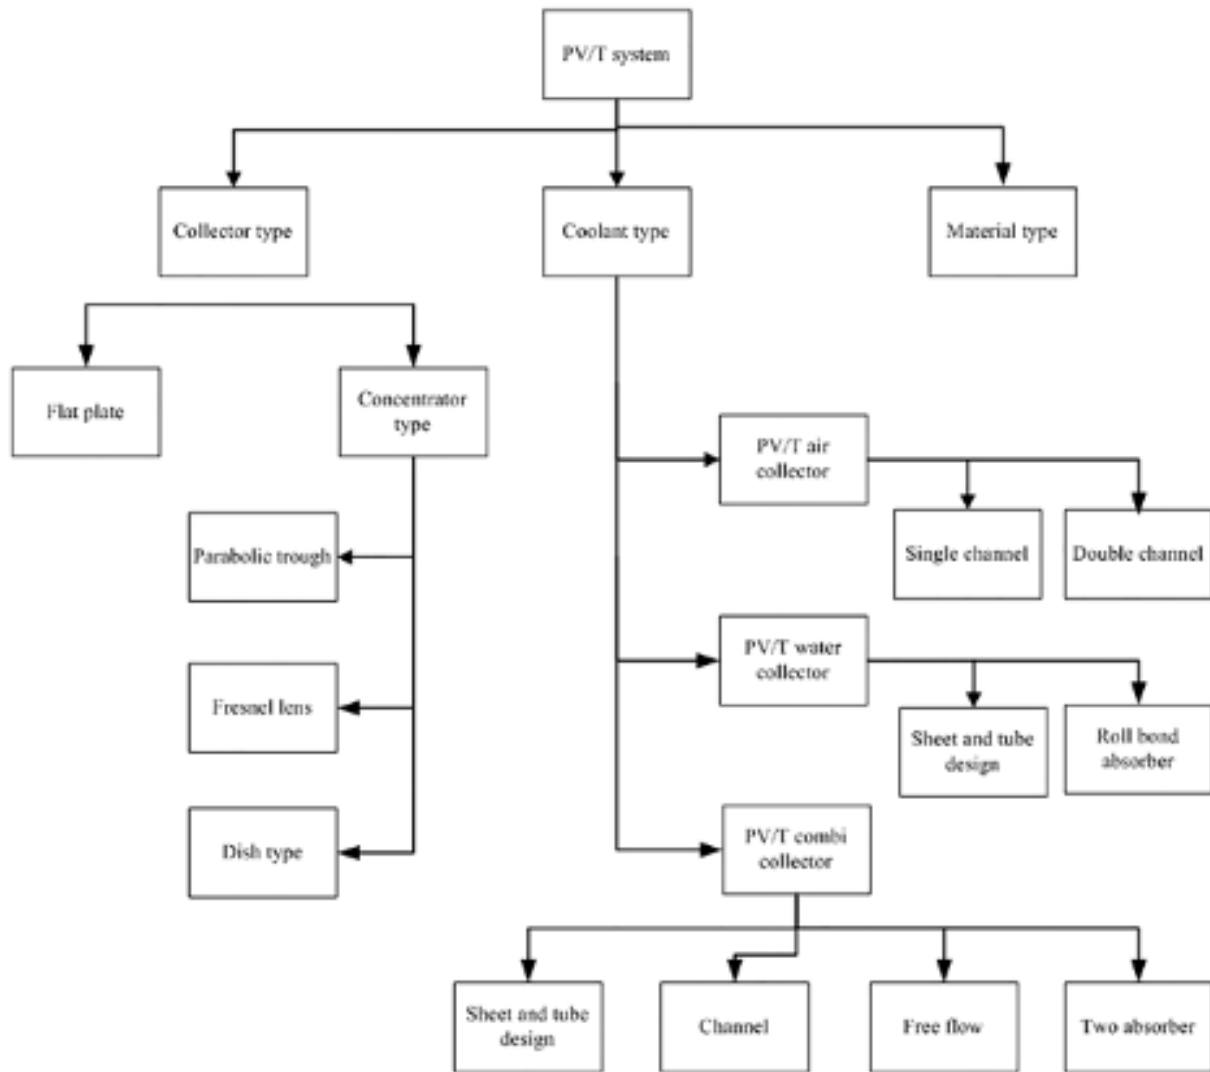 PV/T system
Collector type
Coolant type
Material type
Flat plate
Concentrator
type
PV/T air
collector
Parabolic trough
Single channel
Double channel
PV/T water
collector
Fresnel lens
Sheet and tube
design
Roll bond
absorber
Dish type
PV/T combi
collector
Sheet and tube
design
Channel
Free flow
Two absorber